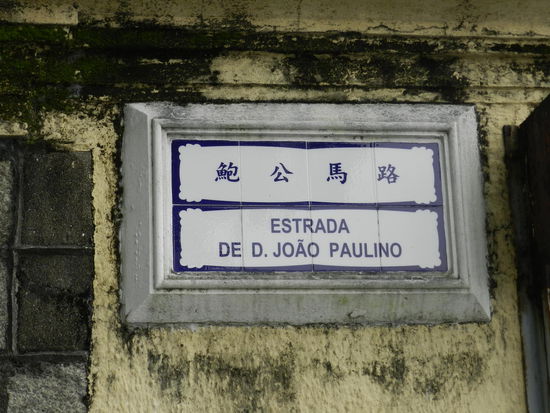 鮑公馬路
ESTRADA
DE D. JOÃO PAULINO